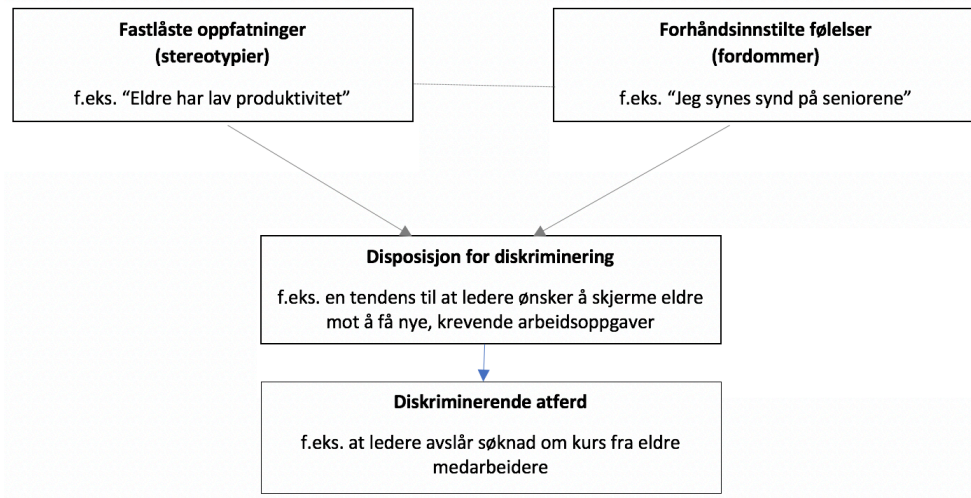 Fastlåste oppfatninger
(stereotypier)
f.eks. “Eldre har lav produktivitet”
Forhåndsinnstilte følelser
(fordommer)
f.eks. “Jeg synes synd på seniorene”
Disposisjon for diskriminering
f.eks. en tendens til at ledere ønsker å skjerme eldre
mot å få nye, krevende arbeidsoppgaver
Diskriminerende atferd
f.eks. at ledere avslår søknad om kurs fra eldre
medarbeidere